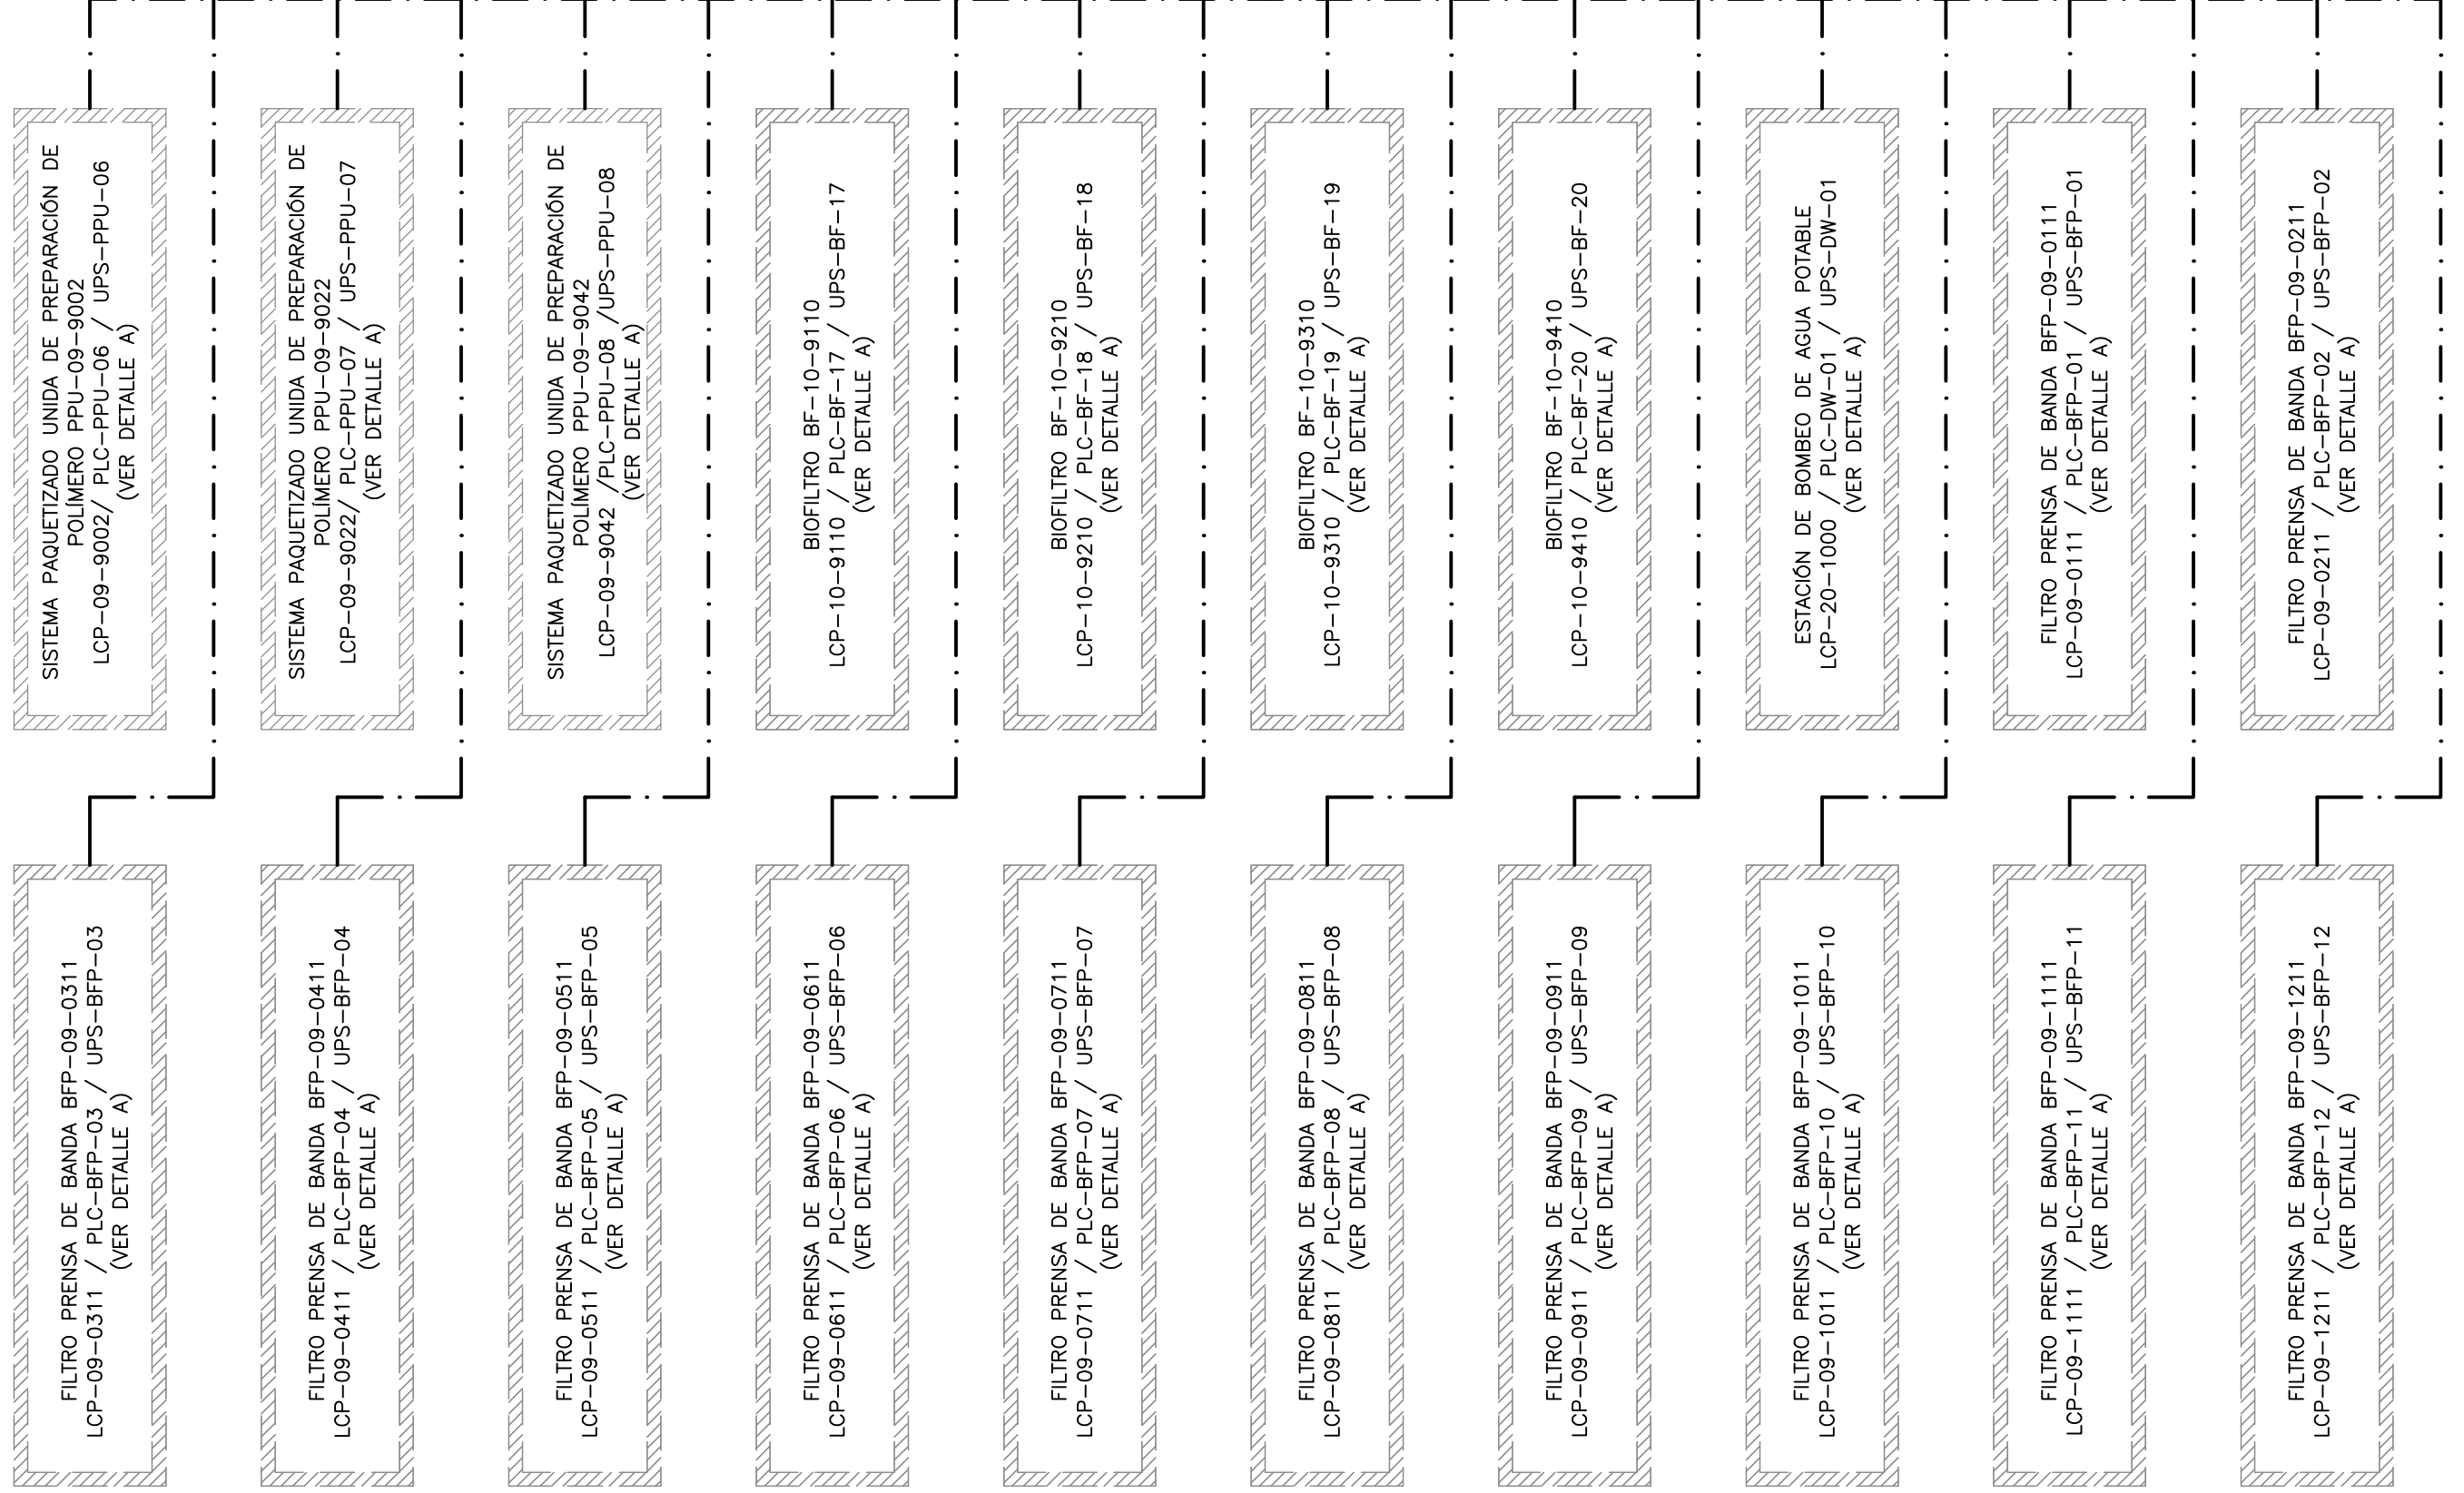 SISTEMA PAQUETIZADO UNIDA DE PREPARACIÓN DE
POLÍMERO PPU-09-9002
LCP-09-9002/ PLC-PPU-06 / UPS-PPU-06
(VER DETALLE A)
SISTEMA PAQUETIZADO UNIDA DE PREPARACIÓN DE
POLÍMERO PPU-09-9022
LCP-09-9022/ PLC-PPU-07 / UPS-PPU-07
(VER DETALLE A)
SISTEMA PAQUETIZADO UNIDA DE PREPARACIÓN DE
POLÍMERO PPU-09-9042
LCP-09-9042 /PLC-PPU-08 /UPS-PPU-08
(VER DETALLE A)
BIOFILTRO BF-10-9110
LCP-10-9110 / PLC-BF-17 / UPS-BF-17
(VER DETALLE A)
BIOFILTRO BF-10-9210
LCP-10-9210 / PLC-BF-18 / UPS-BF-18
(VER DETALLE A)
BIOFILTRO BF-10-9310
LCP-10-9310 / PLC-BF-19 / UPS-BF-19
(VER DETALLE A)
BIOFILTRO BF-10-9410
LCP-10-9410 / PLC-BF-20 / UPS-BF-20
(VER DETALLE A)
ESTACIÓN DE BOMBEO DE AGUA POTABLE
LCP-20-1000 / PLC-DW-01 / UPS-DW-01
(VER DETALLE A)
FILTRO PRENSA DE BANDA BFP-09-0111
LCP-09-0111 / PLC-BFP-01 / UPS-BFP-01
(VER DETALLE A)
FILTRO PRENSA DE BANDA BFP-09-0211
LCP-09-0211 / PLC-BFP-02 / UPS-BFP-02
(VER DETALLE A)
FILTRO PRENSA DE BANDA BFP-09-0311
LCP-09-0311 / PLC-BFP-03 / UPS-BFP-03
(VER DETALLE A)
FILTRO PRENSA DE BANDA BFP-09-0411
LCP-09-0411 / PLC-BFP-04 / UPS-BFP-04
(VER DETALLE A)
FILTRO PRENSA DE BANDA BFP-09-0511
LCP-09-0511 / PLC-BFP-05 / UPS-BFP-05
(VER DETALLE A)
FILTRO PRENSA DE BANDA BFP-09-0611
LCP-09-0611 / PLC-BFP-06 / UPS-BFP-06
(VER DETALLE A)
FILTRO PRENSA DE BANDA BFP-09-0711
LCP-09-0711 / PLC-BFP-07 / UPS-BFP-07
(VER DETALLE A)
FILTRO PRENSA DE BANDA BFP-09-0811
LCP-09-0811 / PLC-BFP-08 / UPS-BFP-08
(VER DETALLE A)
FILTRO PRENSA DE BANDA BFP-09-0911
LCP-09-0911 / PLC-BFP-09 / UPS-BFP-09
(VER DETALLE A)
FILTRO PRENSA DE BANDA BFP-09-1011
LCP-09-1011 / PLC-BFP-10 / UPS-BFP-10
(VER DETALLE A)
FILTRO PRENSA DE BANDA BFP-09-1111
LCP-09-1111 / PLC-BFP-11 / UPS-BFP-11
(VER DETALLE A)
FILTRO PRENSA DE BANDA BFP-09-1211
LCP-09-1211 / PLC-BFP-12 / UPS-BFP-12
(VER DETALLE A)